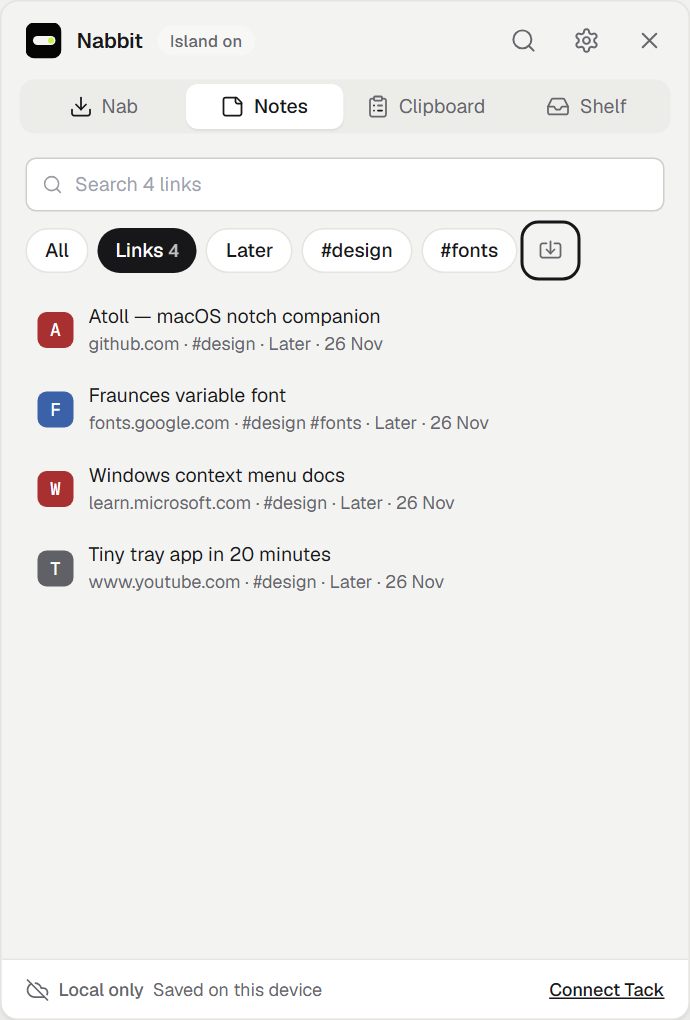 Nabbit Island on
Nab Notes Clipboard Shelf
Search 4 links
All Links 4 Later #design #fonts
A Atoll — macOS notch companion
github.com · #design · Later · 26 Nov
F Fraunces variable font
fonts.google.com · #design #fonts · Later · 26 Nov
W Windows context menu docs
learn.microsoft.com · #design · Later · 26 Nov
T Tiny tray app in 20 minutes
www.youtube.com · #design · Later · 26 Nov
Local only Saved on this device Connect Tack